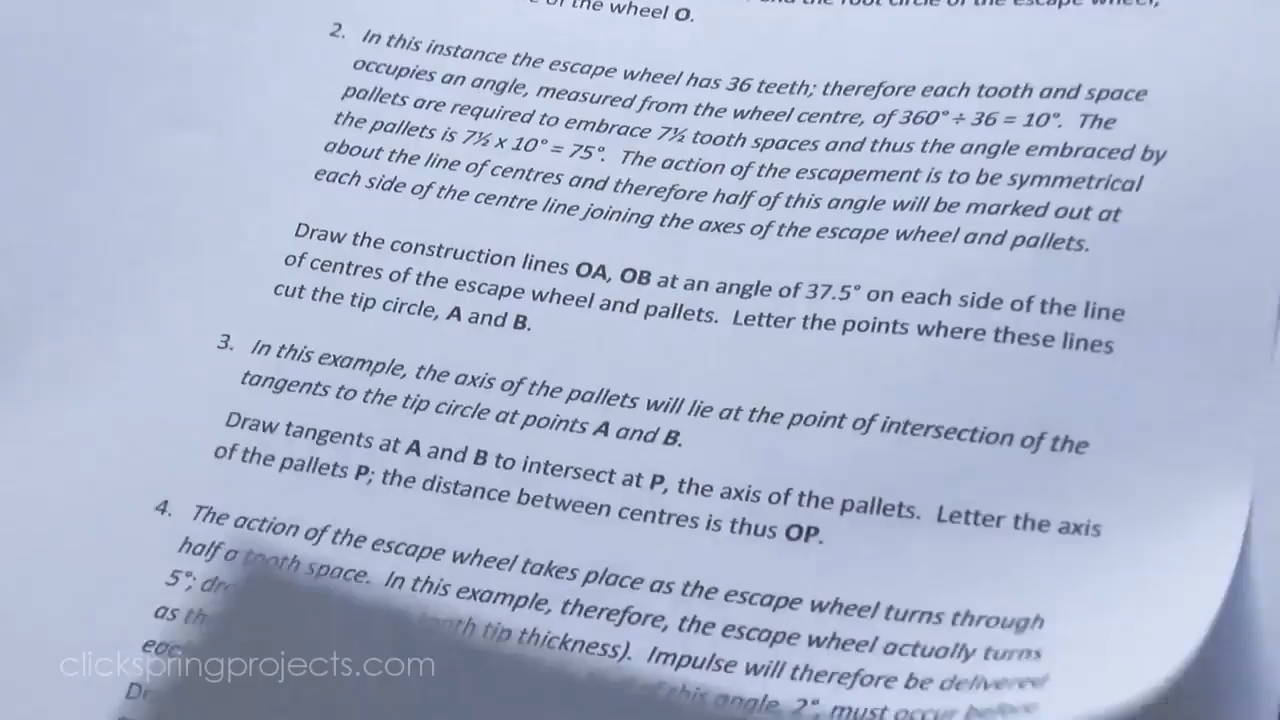 of the wheel O.
2. In this instance the escape wheel has 36 teeth; therefore each tooth and space
occupies an angle, measured from the wheel centre, of 360° ÷ 36 = 10°. The
pallets are required to embrace 7½ tooth spaces and thus the angle embraced by
the pallets is 7½ x 10° = 75°. The action of the escapement is to be symmetrical
about the line of centres and therefore half of this angle will be marked out at
each side of the centre line joining the axes of the escape wheel and pallets.
Draw the construction lines OA, OB at an angle of 37.5° on each side of the line
of centres of the escape wheel and pallets. Letter the points where these lines
cut the tip circle, A and B.
3. In this example, the axis of the pallets will lie at the point of intersection of the
tangents to the tip circle at points A and B.
Draw tangents at A and B to intersect at P, the axis of the pallets. Letter the axis
of the pallets P; the distance between centres is thus OP.
4. The action of the escape wheel takes place as the escape wheel turns through
half a tooth space. In this example, therefore, the escape wheel actually turns
5°; tooth tip thickness). Impulse will therefore be delivered
as this angle, 2°, must occur before
clickspringprojects.com